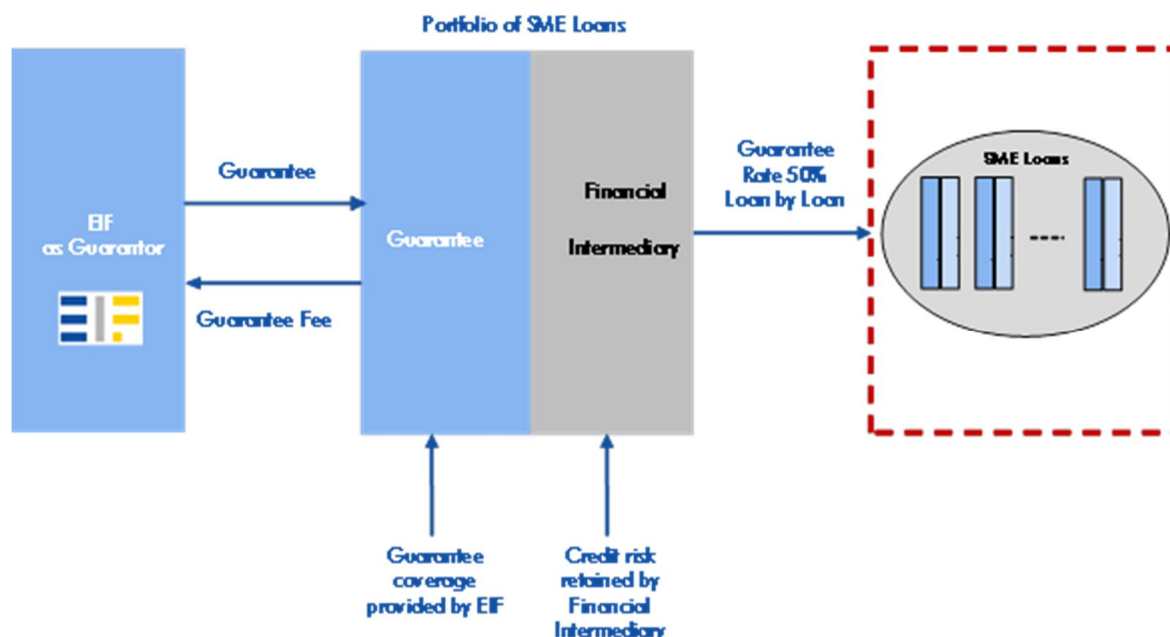 Portfolio of SME Loans
EIF
as Guarantor
Guarantee
Guarantee Fee
Guarantee
Financial
Intermediary
Guarantee
Rate 50%
Loan by Loan
SME Loans
Guarantee
coverage
provided by EIF
Credit risk
retained by
Financial
Intermediary